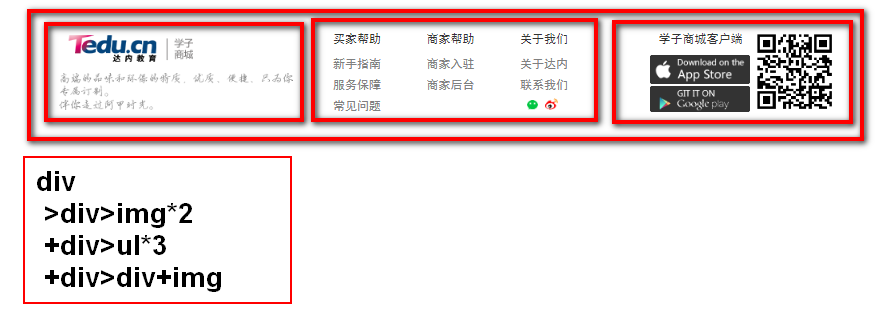 Tedu.cn
达内教育
学子
商城
高端的品味和环保的特质、优质、便捷、只为你
专属订制。
伴你走过阿甲时光。
买家帮助 商家帮助 关于我们
新手指南 商家入驻 关于达内
服务保障 商家后台 联系我们
常见问题
学子商城客户端
Download on the
App Store
GIT IT ON
Google play
div
>div>img*2
+div>ul*3
+div>div+img